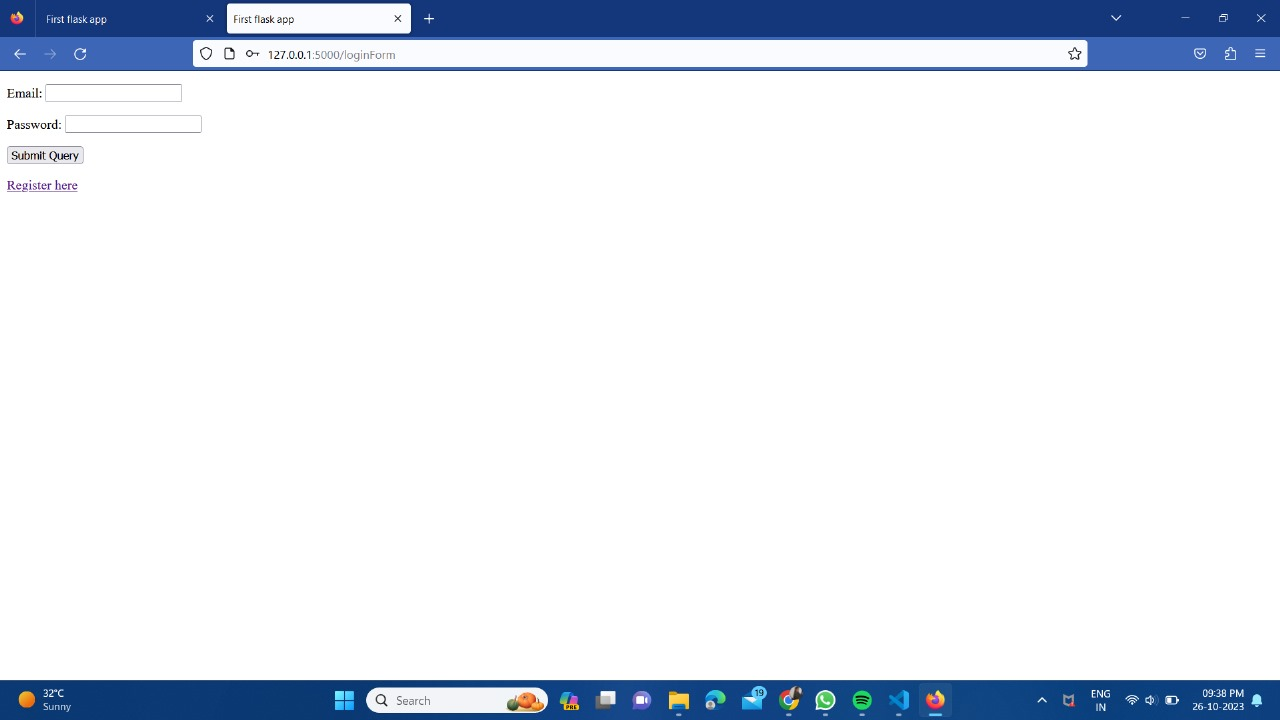 First flask app
First flask app
127.0.0.1:5000/loginForm
Email:
Password:
Submit Query
Register here
32°C
Sunny
Search
PRE
19
ENG
IN
09:38 PM
26-10-2023